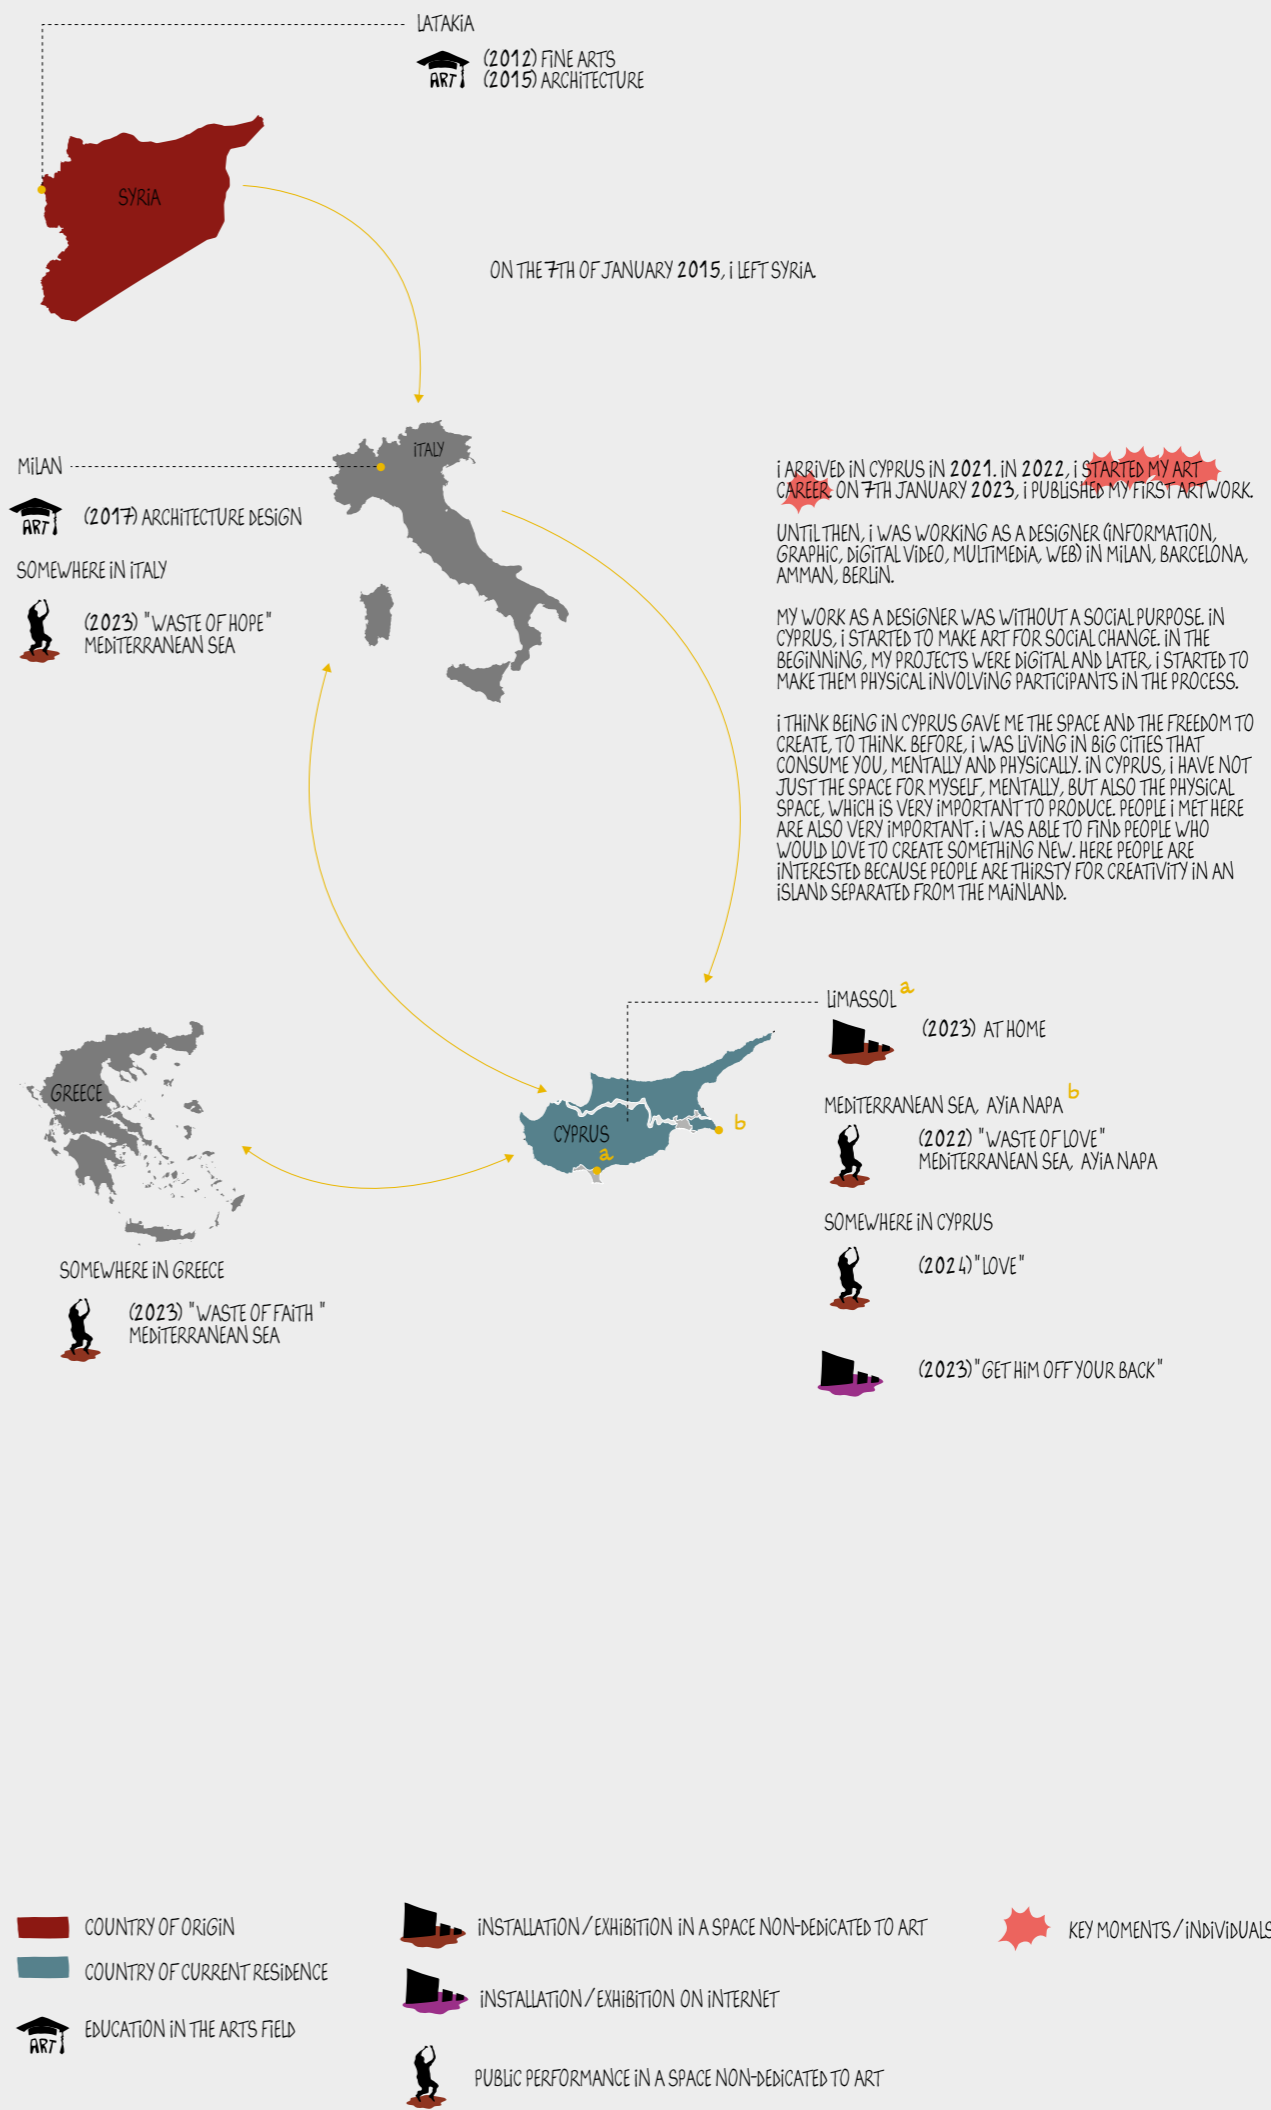 LATAKiA
ART
(2012) FiNE ARTS
(2015) ARCHiTECTURE
SYRiA
ON THE 7TH OF JANUARY 2015, i LEFT SYRiA.
iTALY
MiLAN
ART
(2017) ARCHiTECTURE DESiGN
SOMEWHERE iN iTALY
(2023) "WASTE OF HOPE"
MEDiTERRANEAN SEA
i ARRiVED iN CYPRUS iN 2021. iN 2022, i STARTED MY ART
CAREER. ON 7TH JANUARY 2023, i PUBLiSHED MY FiRST ARTWORK.
UNTiL THEN, i WAS WORKiNG AS A DESiGNER (iNFORMATiON,
GRAPHiC, DiGiTAL ViDEO, MULTiMEDiA, WEB) iN MiLAN, BARCELONA,
AMMAN, BERLiN.
MY WORK AS A DESiGNER WAS WiTHOUT A SOCiAL PURPOSE. iN
CYPRUS, i STARTED TO MAKE ART FOR SOCiAL CHANGE. iN THE
BEGiNNiNG, MY PROJECTS WERE DiGiTAL AND LATER, i STARTED TO
MAKE THEM PHYSiCAL iNVOLViNG PARTiCiPANTS iN THE PROCESS.
i THiNK BEiNG iN CYPRUS GAVE ME THE SPACE AND THE FREEDOM TO
CREATE, TO THiNK. BEFORE, i WAS LiViNG iN BiG CiTiES THAT
CONSUME YOU, MENTALLY AND PHYSiCALLY. iN CYPRUS, i HAVE NOT
JUST THE SPACE FOR MYSELF, MENTALLY, BUT ALSO THE PHYSiCAL
SPACE, WHiCH iS VERY iMPORTANT TO PRODUCE. PEOPLE i MET HERE
ARE ALSO VERY iMPORTANT : i WAS ABLE TO FiND PEOPLE WHO
WOULD LOVE TO CREATE SOMETHiNG NEW. HERE PEOPLE ARE
iNTERESTED BECAUSE PEOPLE ARE THiRSTY FOR CREATiViTY iN AN
iSLAND SEPARATED FROM THE MAiNLAND.
GREECE
SOMEWHERE iN GREECE
(2023) "WASTE OF FAiTH "
MEDiTERRANEAN SEA
CYPRUS
a
b
LiMASSOL a
(2023) AT HOME
MEDiTERRANEAN SEA, AYiA NAPA b
(2022) "WASTE OF LOVE"
MEDiTERRANEAN SEA, AYiA NAPA
SOMEWHERE iN CYPRUS
(2024) "LOVE"
(2023) "GET HiM OFF YOUR BACK"
COUNTRY OF ORiGiN
COUNTRY OF CURRENT RESiDENCE
ART
EDUCATiON iN THE ARTS FiELD
iNSTALLATiON / EXHiBiTiON iN A SPACE NON-DEDiCATED TO ART
iNSTALLATiON / EXHiBiTiON ON iNTERNET
PUBLiC PERFORMANCE iN A SPACE NON-DEDiCATED TO ART
KEY MOMENTS / iNDiViDUALS